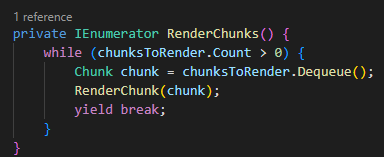 1 reference
private IEnumerator RenderChunks() {
    while (chunksToRender.Count > 0) {
        Chunk chunk = chunksToRender.Dequeue();
        RenderChunk(chunk);
        yield break;
    }
}